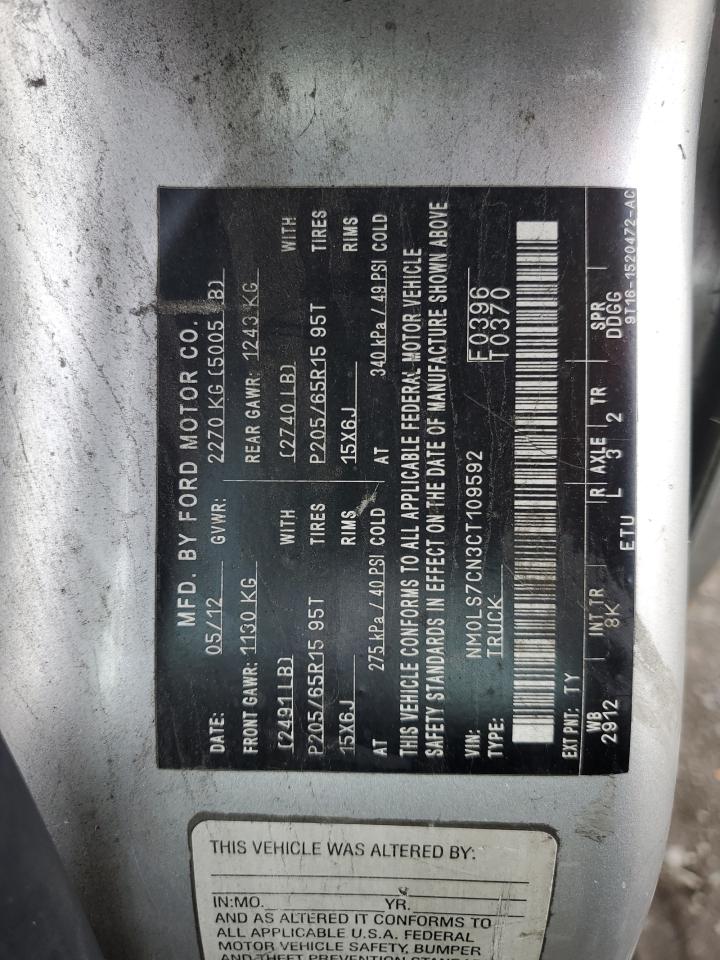 MFD. BY FORD MOTOR CO.
DATE: 05/12 GVWR: 2270 KG (5005 LB)
FRONT GAWR: 1130 KG REAR GAWR: 1243 KG
(2491LB) WITH (2740LB) WITH
P205/65R15 95T TIRES P205/65R15 95T TIRES
15X6J RIMS 15X6J RIMS
AT 275 kPa / 40 PSI COLD AT 340 kPa / 49 PSI COLD
THIS VEHICLE CONFORMS TO ALL APPLICABLE FEDERAL MOTOR VEHICLE
SAFETY STANDARDS IN EFFECT ON THE DATE OF MANUFACTURE SHOWN ABOVE
VIN: NM0LS7CN3CT109592 F0396
TYPE: TRUCK T0370
EXT PNT: TY
WB INT TR R AXLE TR SPR
2912 8K L 3 2 DDGG
ETU 9T16-1520472-AC
THIS VEHICLE WAS ALTERED BY:
IN:MO. YR.
AND AS ALTERED IT CONFORMS TO
ALL APPLICABLE U.S.A. FEDERAL
MOTOR VEHICLE SAFETY, BUMPER
AND THEFT PREVENTION